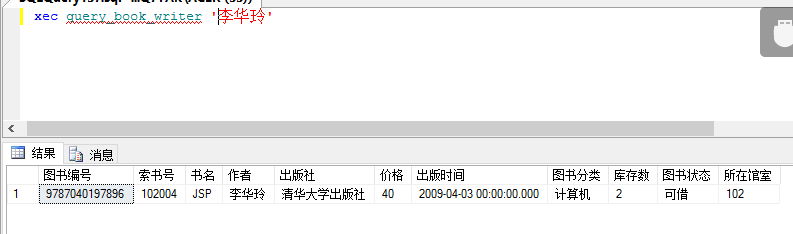 xec query_book_writer '李华玲'
结果 消息
图书编号 索书号 书名 作者 出版社 价格 出版时间 图书分类 库存数 图书状态 所在馆室
1 9787040197896 102004 JSP 李华玲 清华大学出版社 40 2009-04-03 00:00:00.000 计算机 2 可借 102